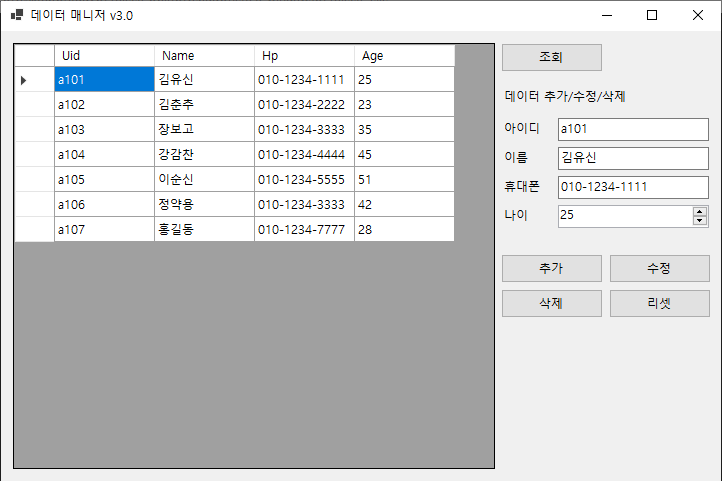 데이터 매니저 v3.0
Uid Name Hp Age
a101 김유신 010-1234-1111 25
a102 김춘추 010-1234-2222 23
a103 장보고 010-1234-3333 35
a104 강감찬 010-1234-4444 45
a105 이순신 010-1234-5555 51
a106 정약용 010-1234-3333 42
a107 홍길동 010-1234-7777 28
조회
데이터 추가/수정/삭제
아이디 a101
이름 김유신
휴대폰 010-1234-1111
나이 25
추가 수정
삭제 리셋